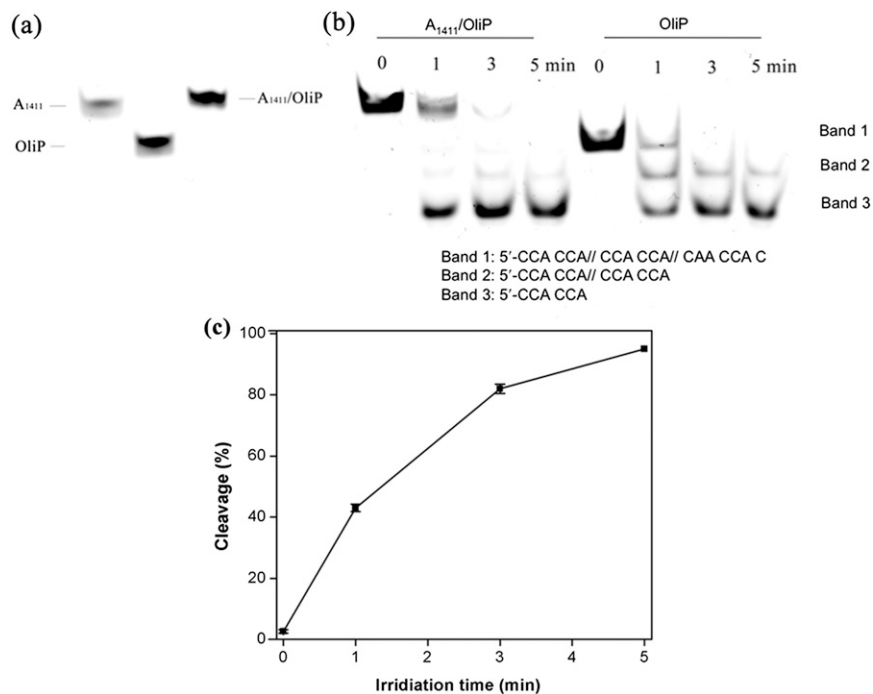 (a)
A1411
OliP
A1411/OliP
(b)
A1411/OliP
OliP
0 1 3 5 min 0 1 3 5 min
Band 1
Band 2
Band 3
Band 1: 5′-CCA CCA// CCA CCA// CAA CCA C
Band 2: 5′-CCA CCA// CCA CCA
Band 3: 5′-CCA CCA
(c)
100
80
60
40
20
0
Cleavage (%)
0 1 2 3 4 5
Irridiation time (min)